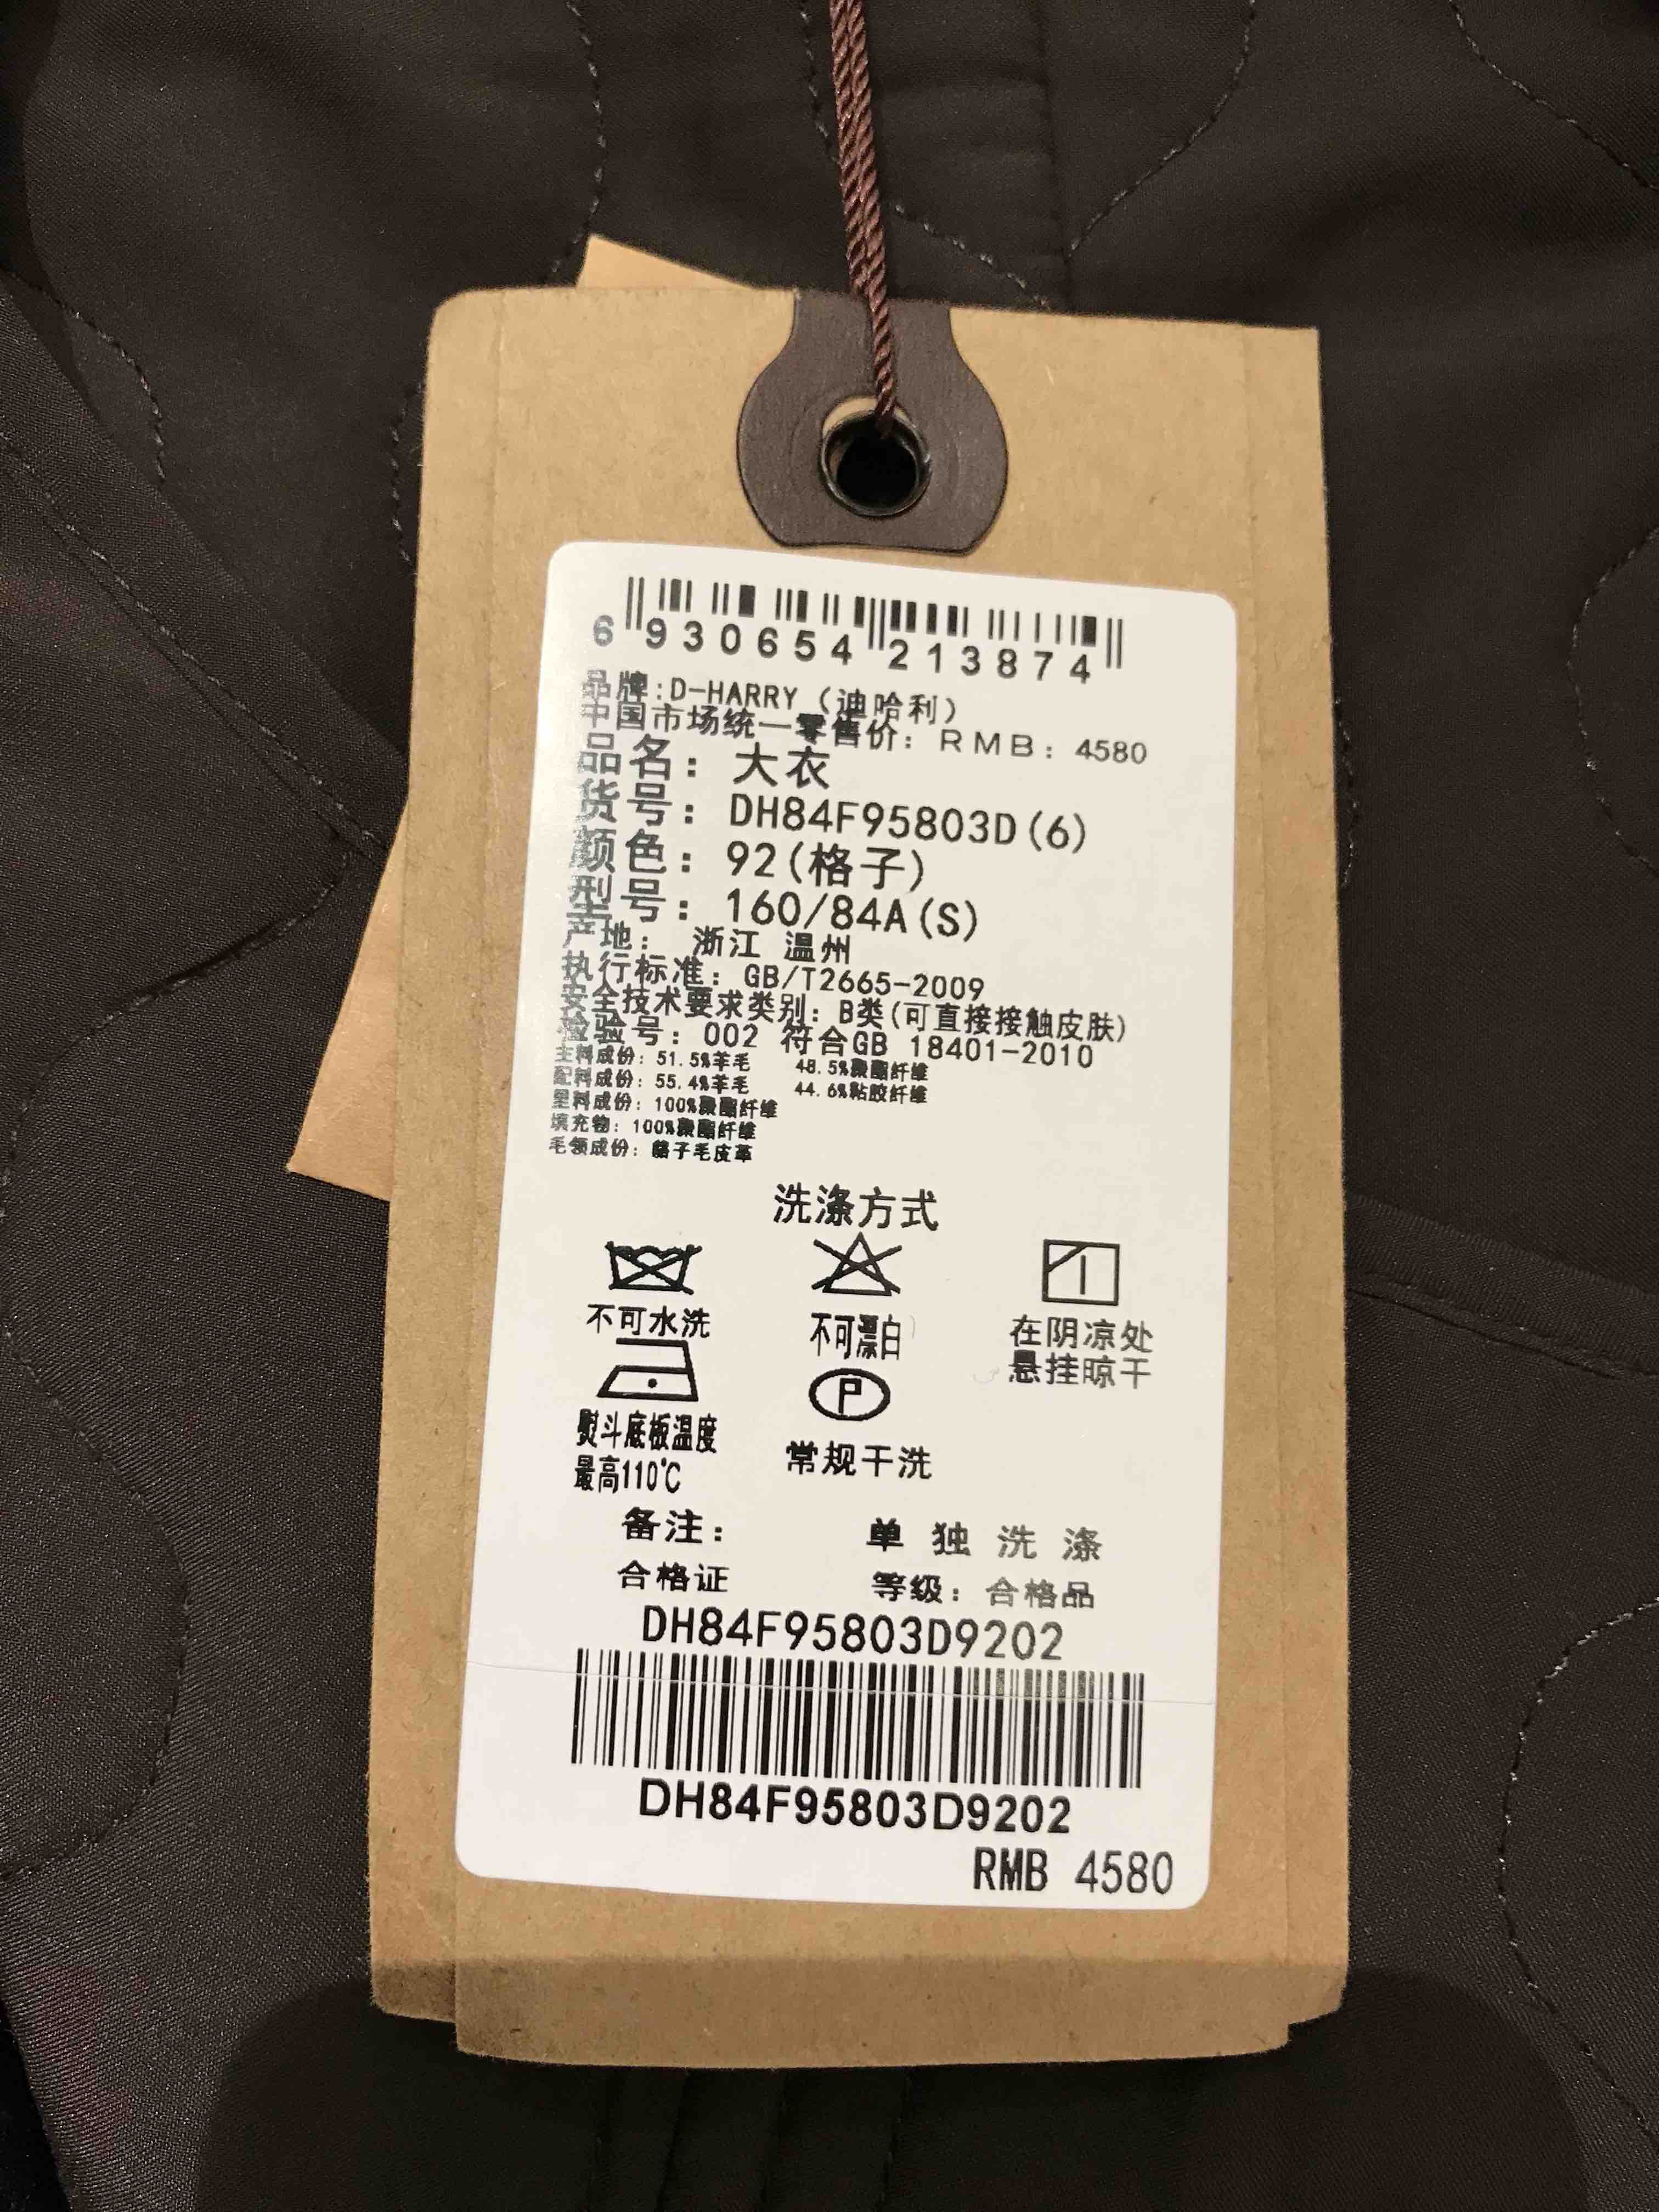 6 930654 213874
品牌:D-HARRY（迪哈利）
中国市场统一零售价：RMB：4580
品名：大衣
货号：DH84F95803D(6)
颜色：92(格子)
型号：160/84A(S)
产地： 浙江 温州
执行标准：GB/T2665-2009
安全技术要求类别：B类(可直接接触皮肤)
检验号：002 符合GB 18401-2010
主料成份：51.5%羊毛 48.5%聚酯纤维
配料成份：55.4%羊毛 44.6%粘胶纤维
里料成份：100%聚酯纤维
填充物：100%聚酯纤维
毛领成份：貉子毛皮革
洗涤方式
不可水洗 不可漂白 在阴凉处
悬挂晾干
P
熨斗底板温度
最高110℃
常规干洗
备注： 单独洗涤
合格证 等级：合格品
DH84F95803D9202
DH84F95803D9202
RMB 4580